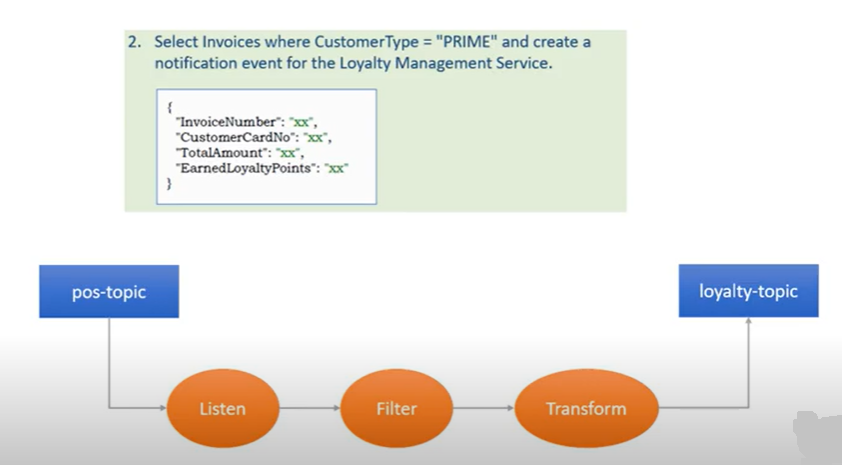 2. Select Invoices where CustomerType = "PRIME" and create a
notification event for the Loyalty Management Service.
{
"InvoiceNumber": "xx",
"CustomerCardNo": "xx",
"TotalAmount": "xx",
"EarnedLoyaltyPoints": "xx"
}
pos-topic
loyalty-topic
Listen
Filter
Transform